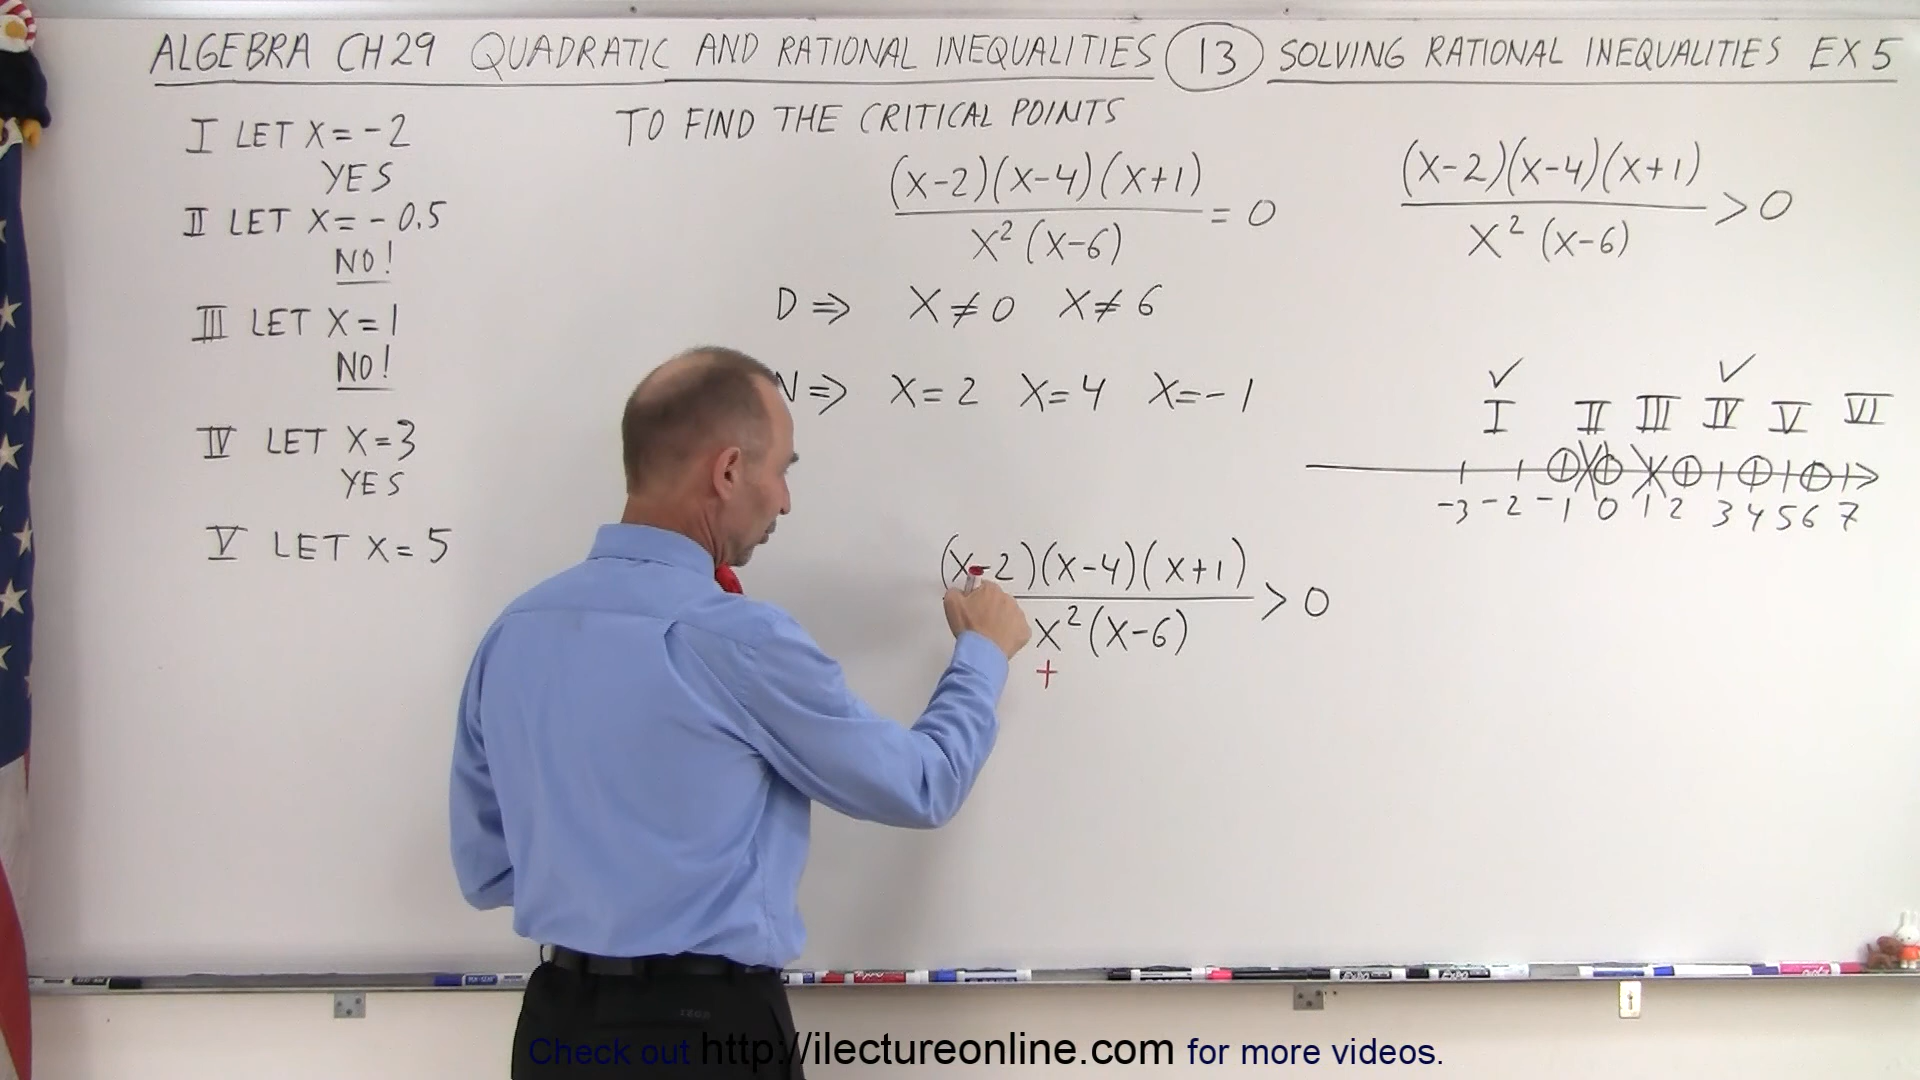 ALGEBRA CH 29 QUADRATIC AND RATIONAL INEQUALITIES 13 SOLVING RATIONAL INEQUALITIES EX 5
I LET X = -2
YES
II LET X = -0.5
NO!
III LET X = 1
NO!
IV LET X = 3
YES
V LET X = 5
TO FIND THE CRITICAL POINTS
(X-2)(X-4)(X+1)
X² (X-6)
= 0
D ⇒ X ≠ 0 X ≠ 6
N ⇒ X = 2 X = 4 X = -1
(X-2)(X-4)(X+1)
X² (X-6)
> 0
+
(X-2)(X-4)(X+1)
X² (X-6)
> 0
✓ ✓
I II III IV V VI
-3 -2 -1 0 1 2 3 4 5 6 7
Check out http://ilectureonline.com for more videos.